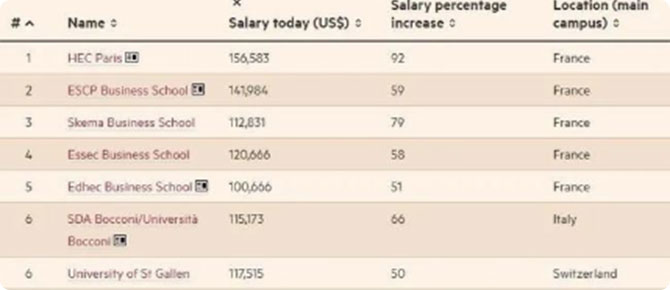 # Name Salary today (US$) Salary percentage increase Location (main campus)
1 HEC Paris 156,583 92 France
2 ESCP Business School 141,984 59 France
3 Skema Business School 112,831 79 France
4 Essec Business School 120,666 58 France
5 Edhec Business School 100,666 51 France
6 SDA Bocconi/Università 115,173 66 Italy
Bocconi
6 University of St Gallen 117,515 50 Switzerland